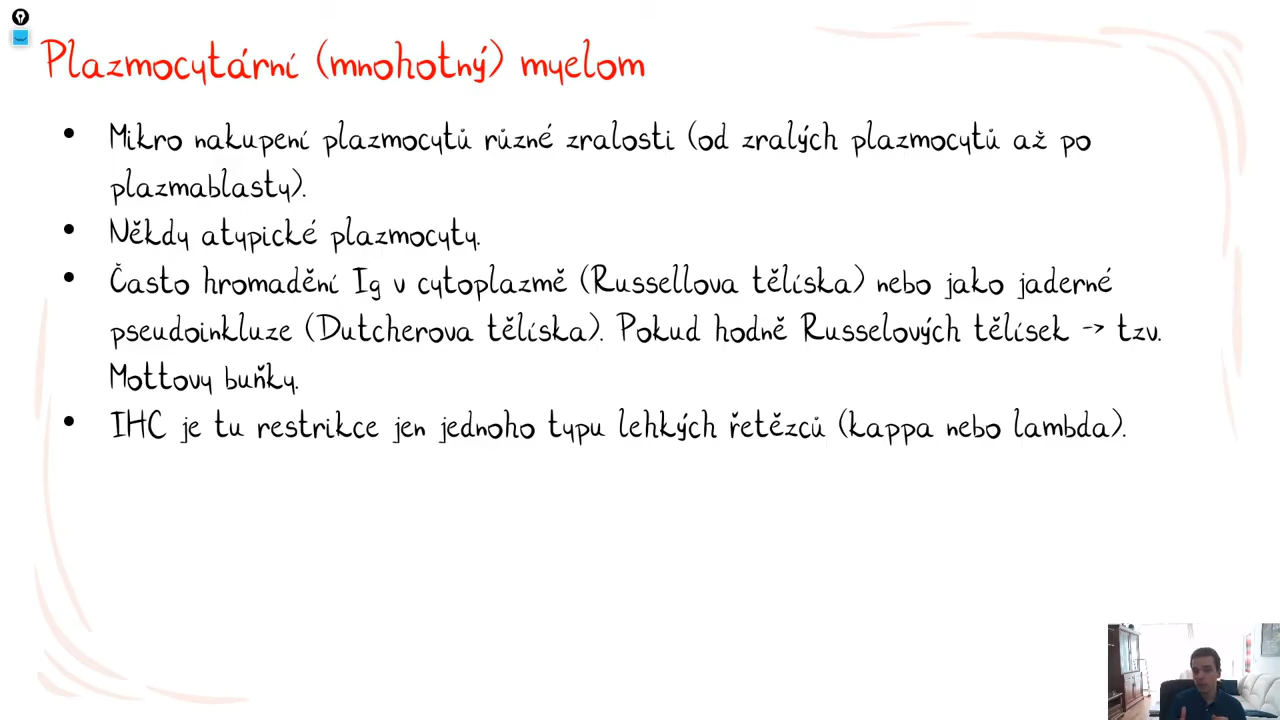 Plazmocytární (mnohotný) myelom
• Mikro nakupení plazmocytů různé zralosti (od zralých plazmocytů až po
plazmablasty).
• Někdy atypické plazmocyty.
• Často hromadění Ig v cytoplazmě (Russellova tělíska) nebo jako jaderné
pseudoinkluze (Dutcherova tělíska). Pokud hodně Russelových tělísek -> tzv.
Mottovy buňky.
• IHC je tu restrikce jen jednoho typu lehkých řetězců (kappa nebo lambda).